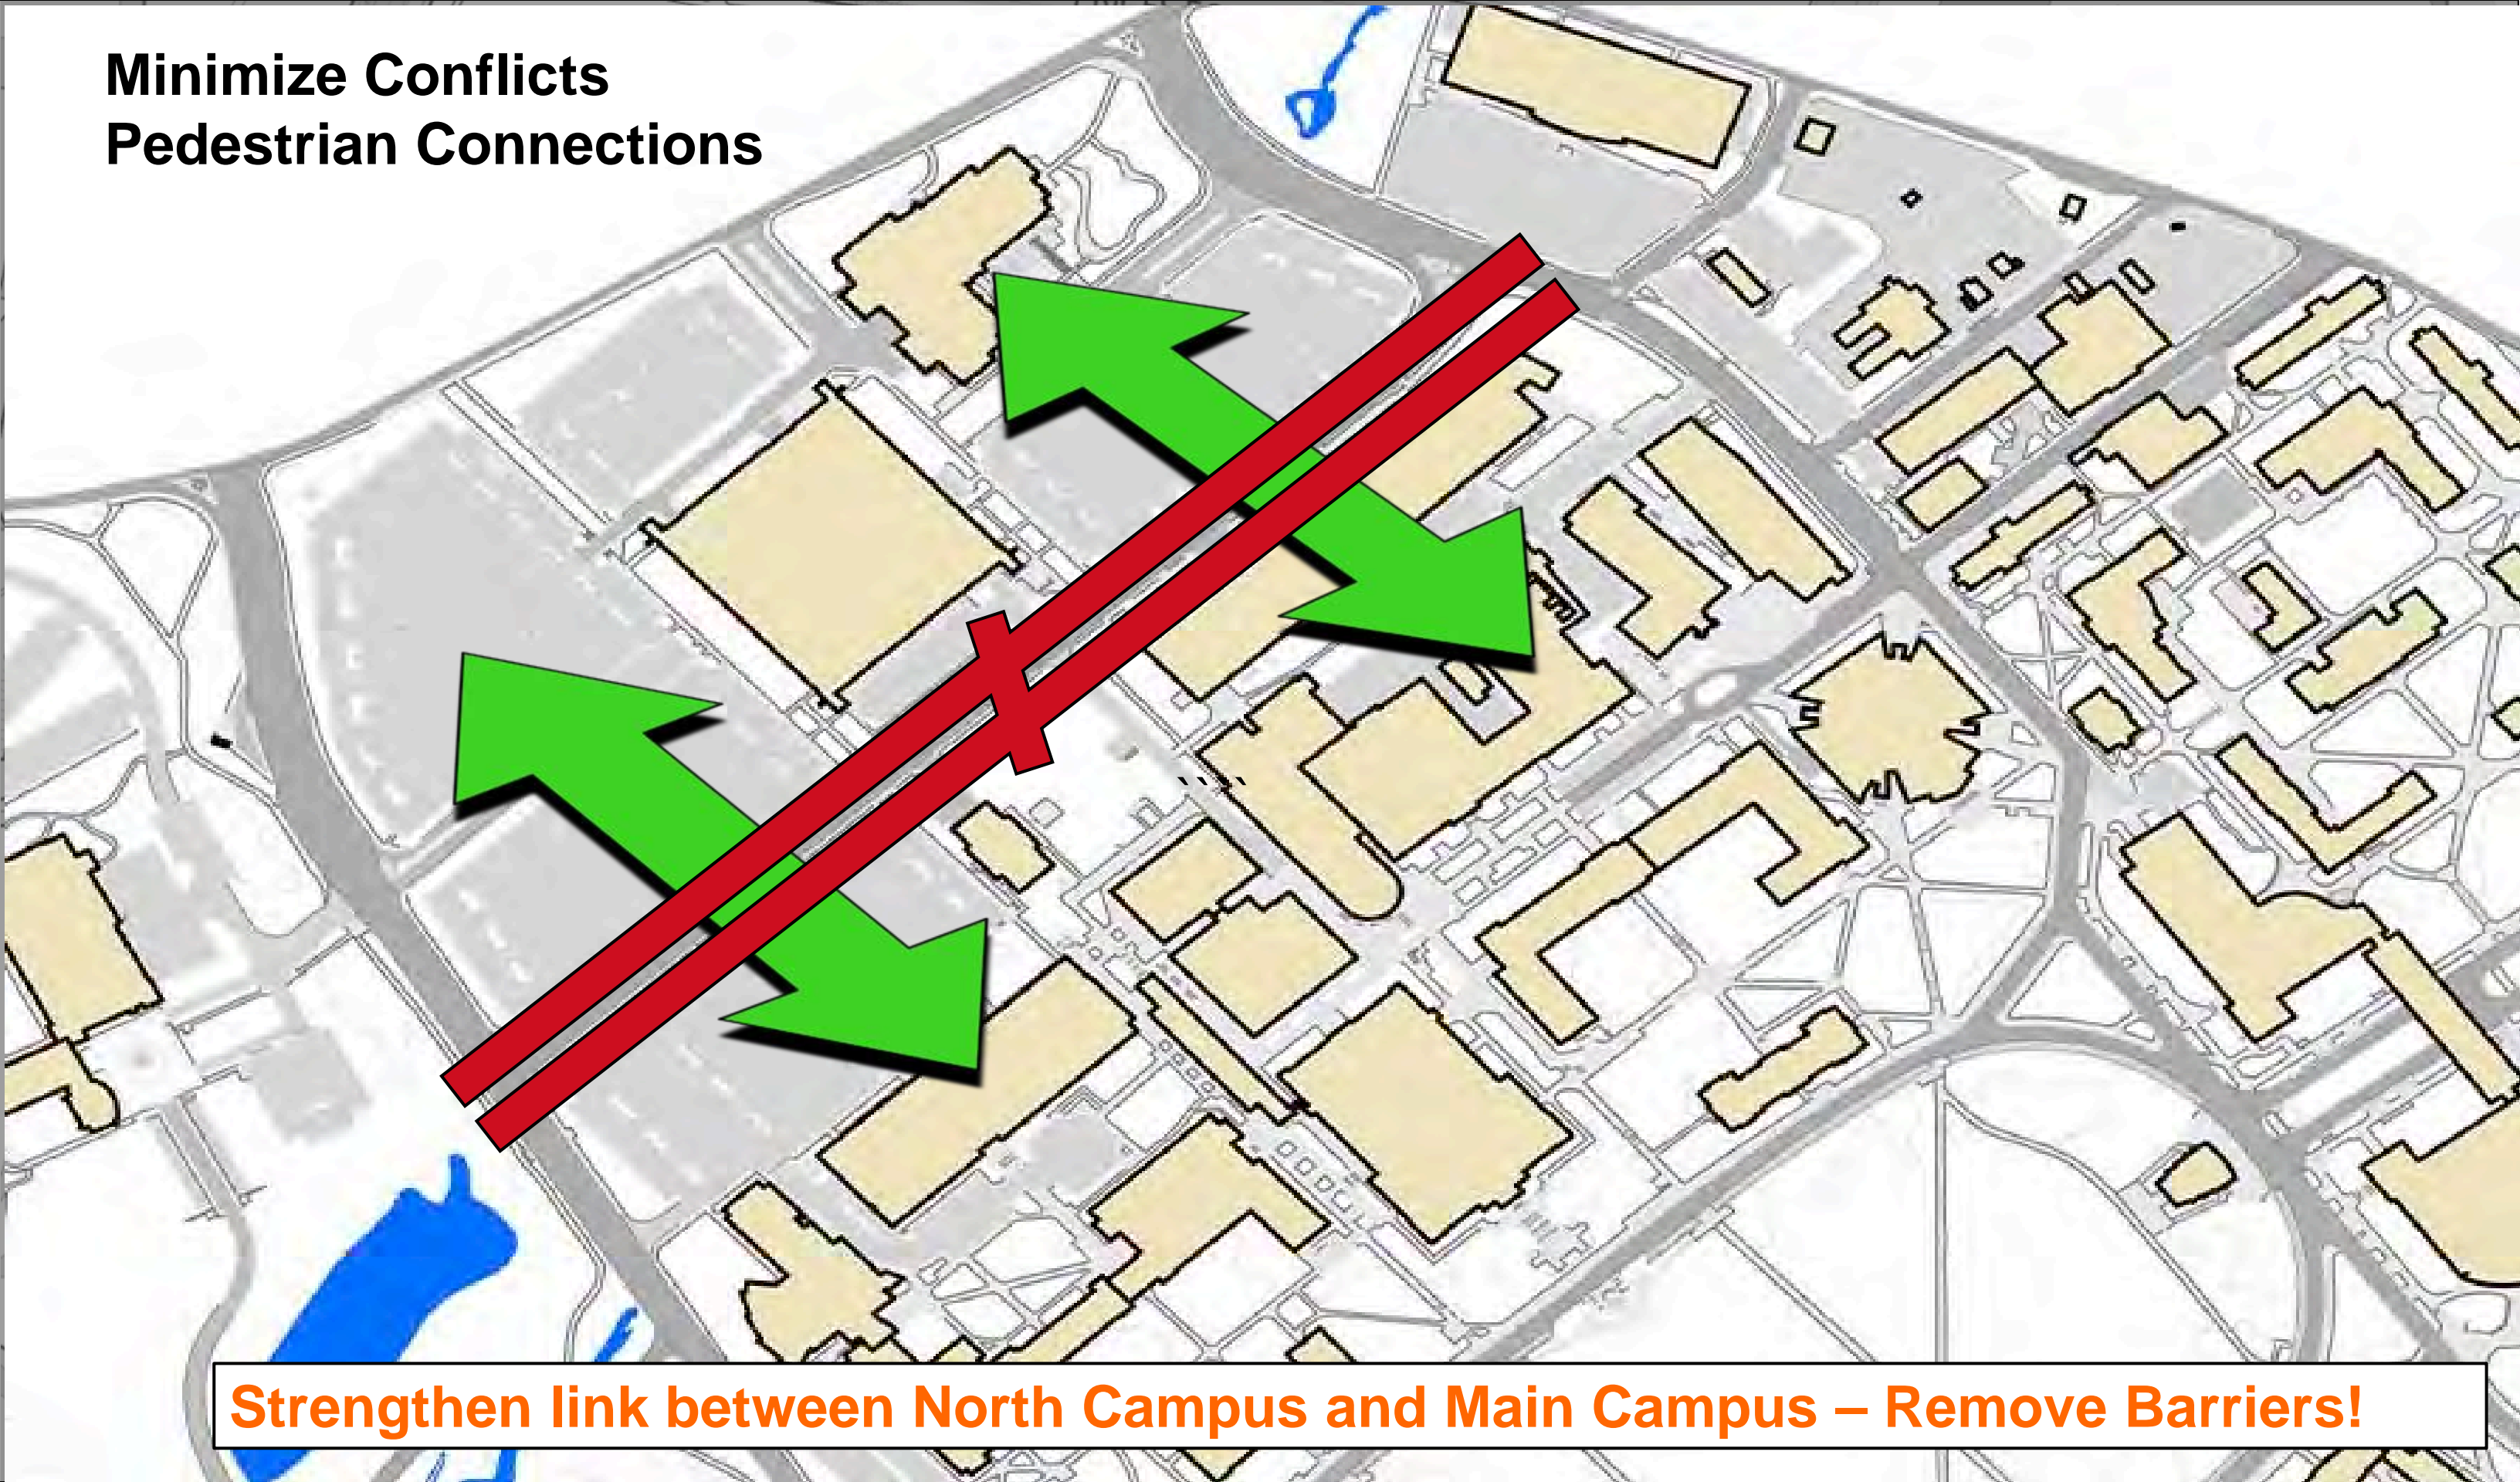 Minimize Conflicts
Pedestrian Connections
Strengthen link between North Campus and Main Campus – Remove Barriers!